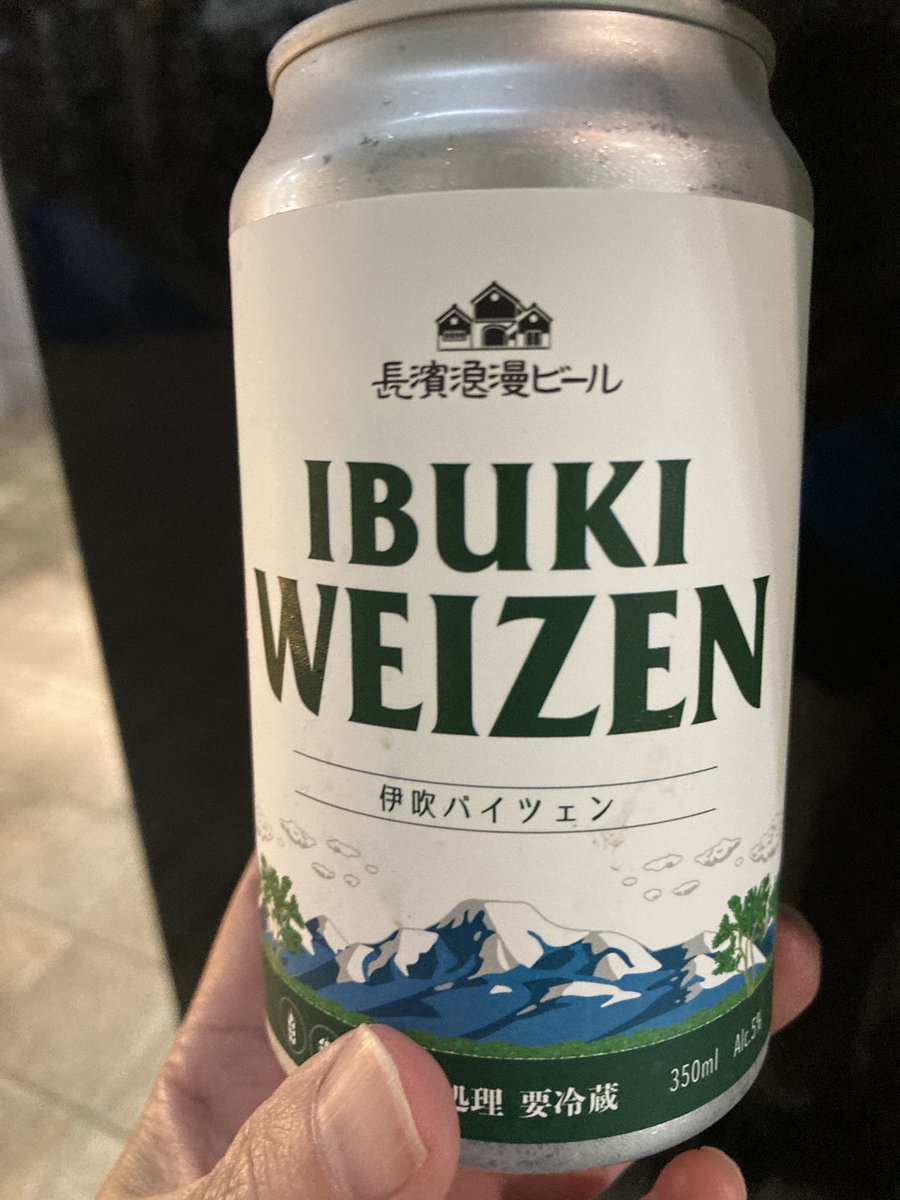 長濱浪漫ビール
IBUKI
WEIZEN
伊吹バイツェン
350ml Alc.5%
処理 要冷蔵